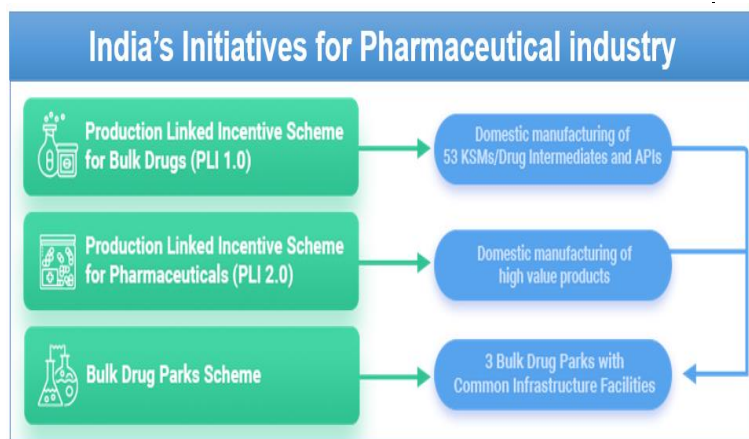 India's Initiatives for Pharmaceutical industry
Production Linked Incentive Scheme
for Bulk Drugs (PLI 1.0)
Domestic manufacturing of
53 KSMs/Drug Intermediates and APIs
Production Linked Incentive Scheme
for Pharmaceuticals (PLI 2.0)
Domestic manufacturing of
high value products
Bulk Drug Parks Scheme
3 Bulk Drug Parks with
Common Infrastructure Facilities